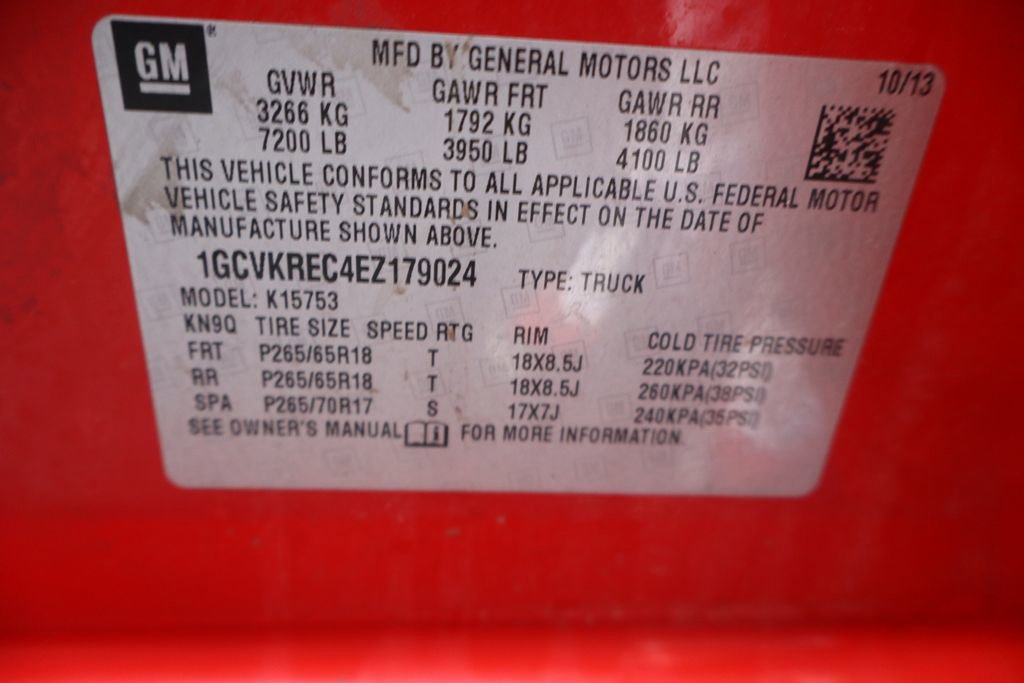 GM®
MFD BY GENERAL MOTORS LLC
10/13
GVWR GAWR FRT GAWR RR
3266 KG 1792 KG 1860 KG
7200 LB 3950 LB 4100 LB
THIS VEHICLE CONFORMS TO ALL APPLICABLE U.S. FEDERAL MOTOR
VEHICLE SAFETY STANDARDS IN EFFECT ON THE DATE OF
MANUFACTURE SHOWN ABOVE.
1GCVKREC4EZ179024 TYPE: TRUCK
MODEL: K15753
KN9Q TIRE SIZE SPEED RTG RIM COLD TIRE PRESSURE
FRT P265/65R18 T 18X8.5J 220KPA(32PSI)
RR P265/65R18 T 18X8.5J 260KPA(38PSI)
SPA P265/70R17 S 17X7J 240KPA(35PSI)
SEE OWNER'S MANUAL FOR MORE INFORMATION.